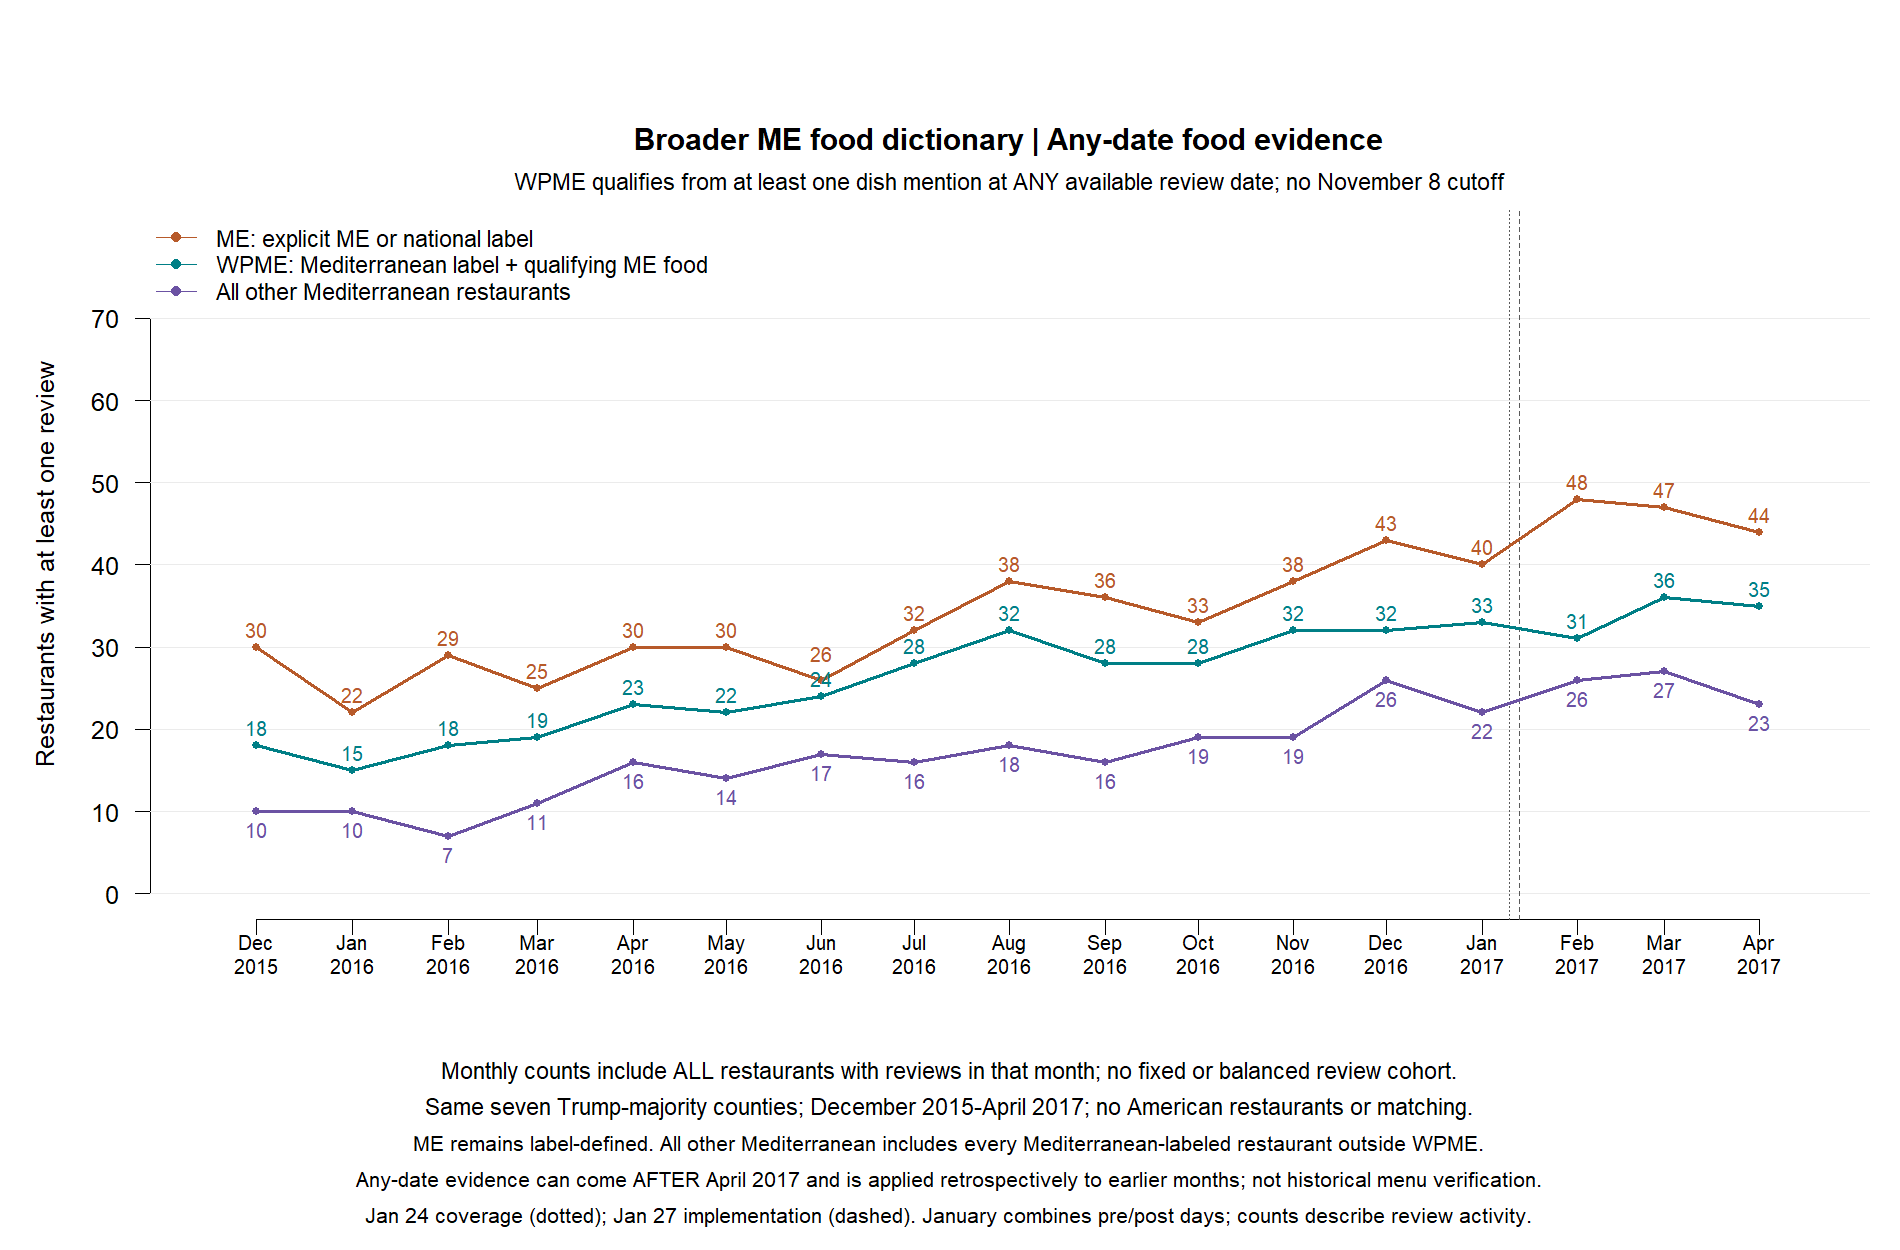 Broader ME food dictionary | Any-date food evidence
WPME qualifies from at least one dish mention at ANY available review date; no November 8 cutoff
ME: explicit ME or national label
WPME: Mediterranean label + qualifying ME food
All other Mediterranean restaurants
Restaurants with at least one review
70
60
50
40
30
20
10
0
30 22 29 25 30 30 26 32 38 36 33 38 43 40 48 47 44
18 15 18 19 23 22 24 28 32 28 28 32 32 33 31 36 35
10 10 7 11 16 14 17 16 18 16 19 19 26 22 26 27 23
Dec Jan Feb Mar Apr May Jun Jul Aug Sep Oct Nov Dec Jan Feb Mar Apr
2015 2016 2016 2016 2016 2016 2016 2016 2016 2016 2016 2016 2016 2017 2017 2017 2017
Monthly counts include ALL restaurants with reviews in that month; no fixed or balanced review cohort.
Same seven Trump-majority counties; December 2015-April 2017; no American restaurants or matching.
ME remains label-defined. All other Mediterranean includes every Mediterranean-labeled restaurant outside WPME.
Any-date evidence can come AFTER April 2017 and is applied retrospectively to earlier months; not historical menu verification.
Jan 24 coverage (dotted); Jan 27 implementation (dashed). January combines pre/post days; counts describe review activity.